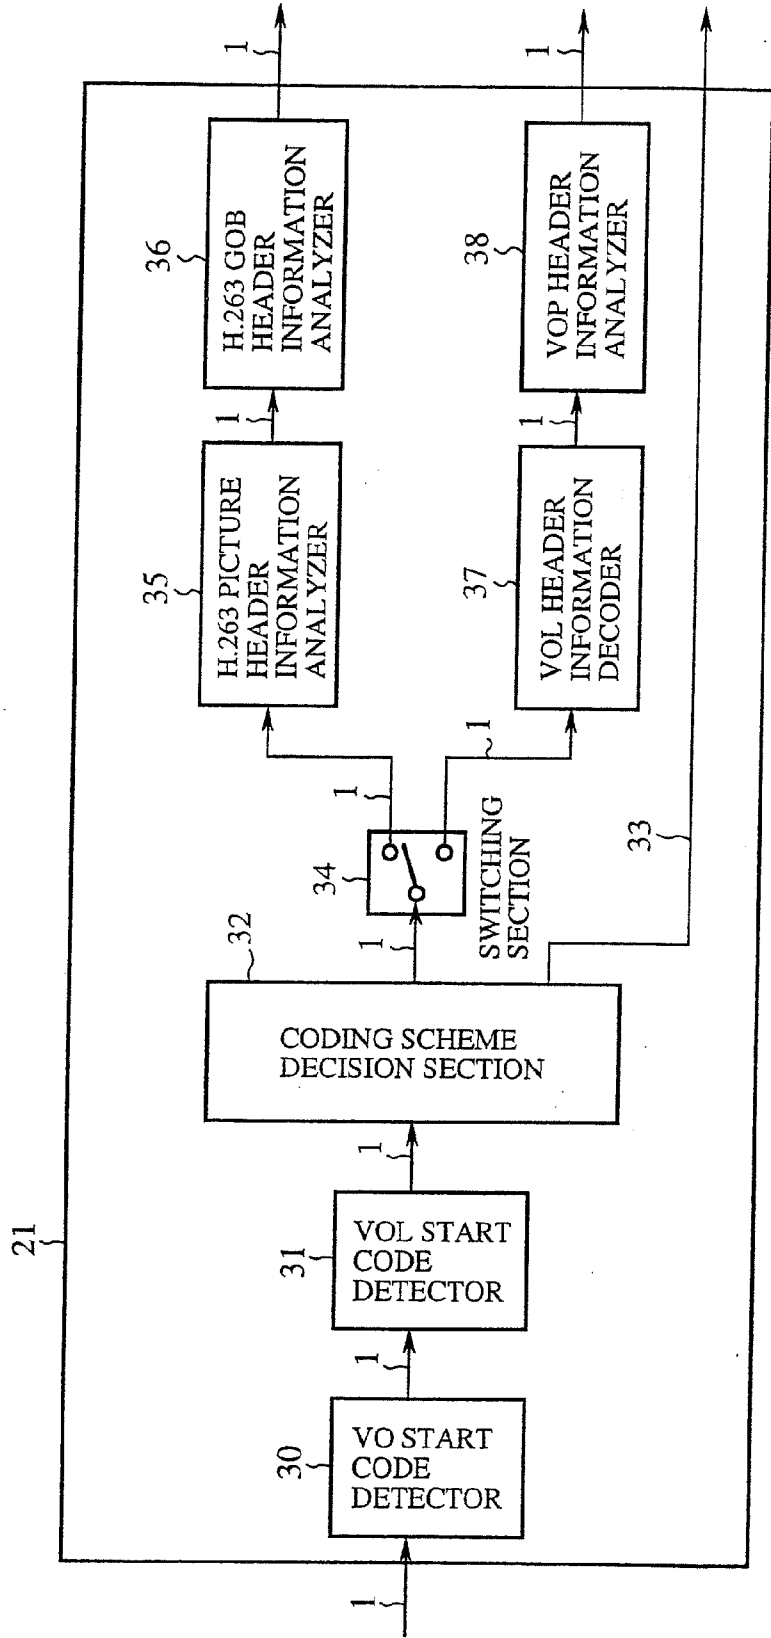 21
1
30
VO START
CODE
DETECTOR
1
31
VOL START
CODE
DETECTOR
1
32
CODING SCHEME
DECISION SECTION
1
34
SWITCHING
SECTION
1
35
H.263 PICTURE
HEADER
INFORMATION
ANALYZER
1
36
H.263 GOB
HEADER
INFORMATION
ANALYZER
1
1
37
VOL HEADER
INFORMATION
DECODER
1
38
VOP HEADER
INFORMATION
ANALYZER
1
33